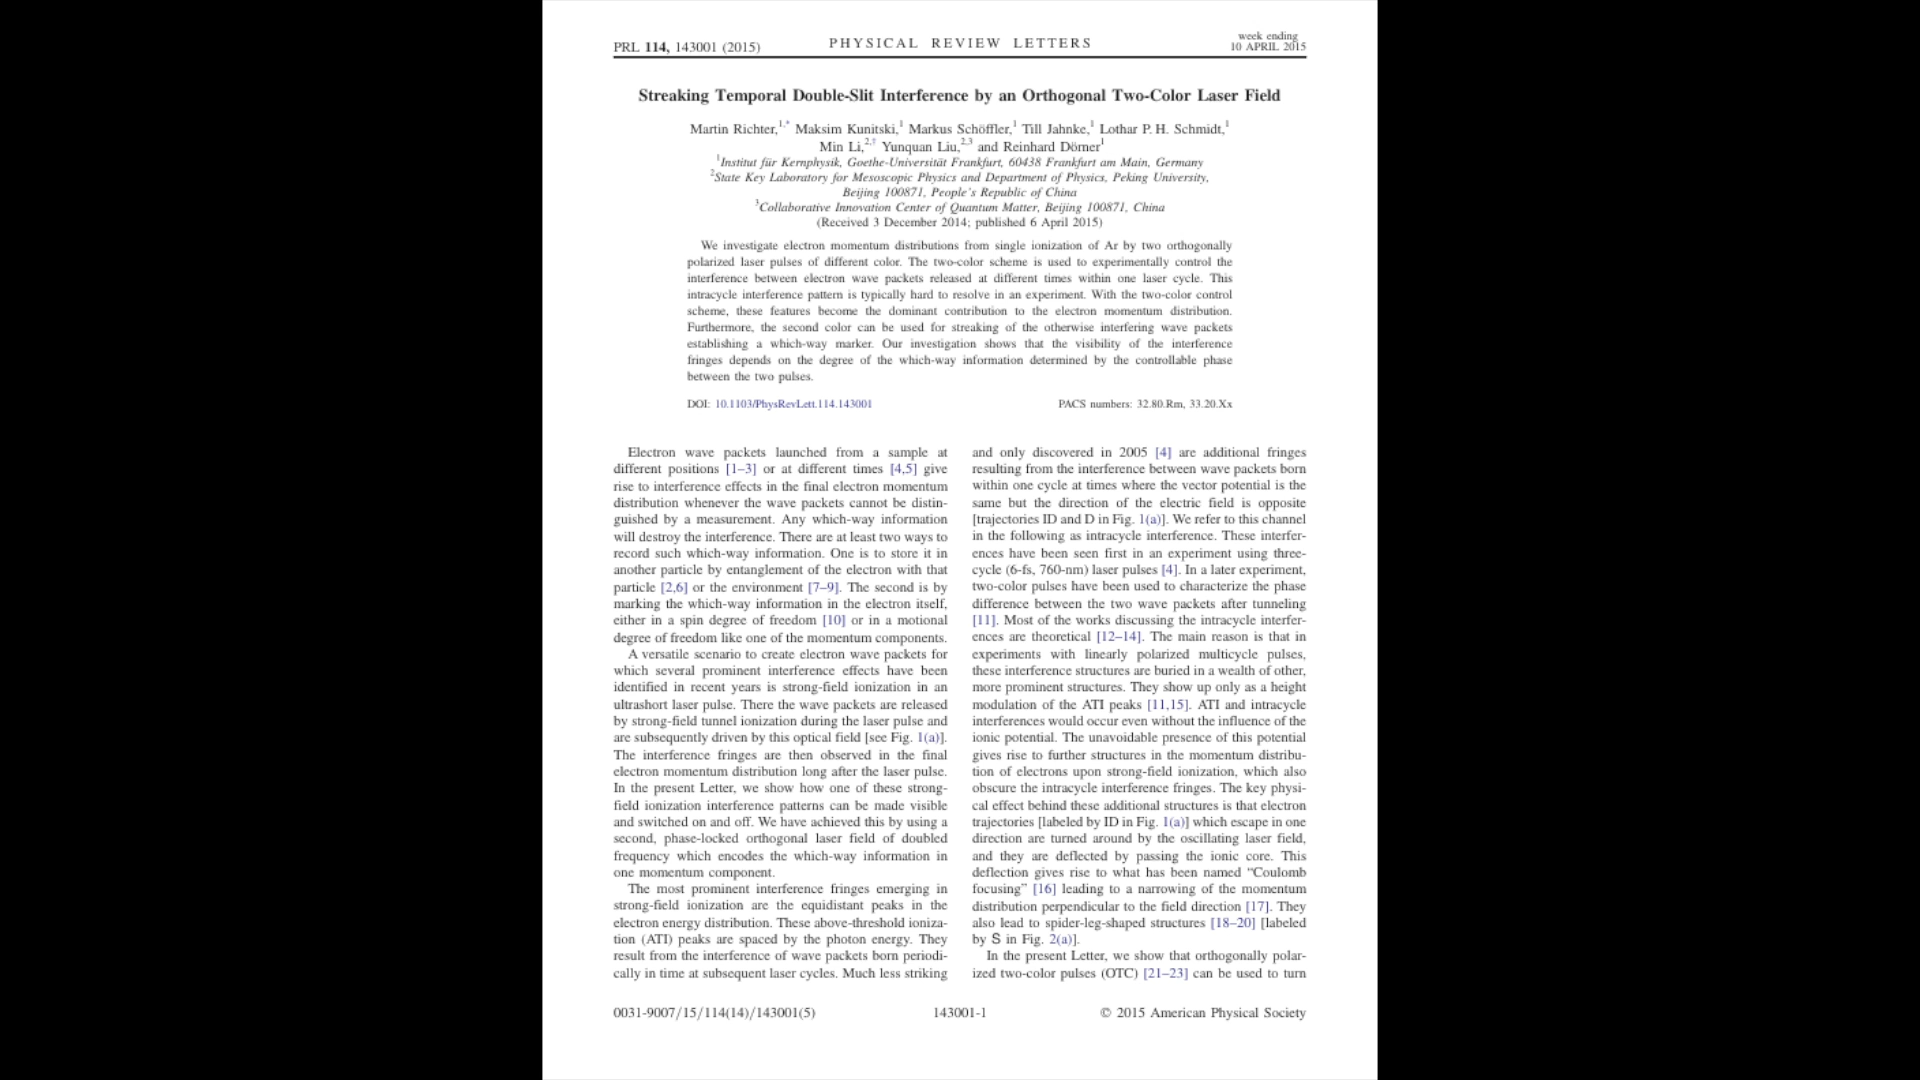 PRL 114, 143001 (2015)
PHYSICAL REVIEW LETTERS
week ending
10 APRIL 2015
Streaking Temporal Double-Slit Interference by an Orthogonal Two-Color Laser Field
Martin Richter,1,* Maksim Kunitski,1 Markus Schöffler,1 Till Jahnke,1 Lothar P. H. Schmidt,1
Min Li,2,† Yunquan Liu,2,3 and Reinhard Dörner1
1Institut für Kernphysik, Goethe-Universität Frankfurt, 60438 Frankfurt am Main, Germany
2State Key Laboratory for Mesoscopic Physics and Department of Physics, Peking University,
Beijing 100871, People's Republic of China
3Collaborative Innovation Center of Quantum Matter, Beijing 100871, China
(Received 3 December 2014; published 6 April 2015)
We investigate electron momentum distributions from single ionization of Ar by two orthogonally
polarized laser pulses of different color. The two-color scheme is used to experimentally control the
interference between electron wave packets released at different times within one laser cycle. This
intracycle interference pattern is typically hard to resolve in an experiment. With the two-color control
scheme, these features become the dominant contribution to the electron momentum distribution.
Furthermore, the second color can be used for streaking of the otherwise interfering wave packets
establishing a which-way marker. Our investigation shows that the visibility of the interference
fringes depends on the degree of the which-way information determined by the controllable phase
between the two pulses.
DOI: 10.1103/PhysRevLett.114.143001
PACS numbers: 32.80.Rm, 33.20.Xx
Electron wave packets launched from a sample at
different positions [1–3] or at different times [4,5] give
rise to interference effects in the final electron momentum
distribution whenever the wave packets cannot be distin-
guished by a measurement. Any which-way information
will destroy the interference. There are at least two ways to
record such which-way information. One is to store it in
another particle by entanglement of the electron with that
particle [2,6] or the environment [7–9]. The second is by
marking the which-way information in the electron itself,
either in a spin degree of freedom [10] or in a motional
degree of freedom like one of the momentum components.
A versatile scenario to create electron wave packets for
which several prominent interference effects have been
identified in recent years is strong-field ionization in an
ultrashort laser pulse. There the wave packets are released
by strong-field tunnel ionization during the laser pulse and
are subsequently driven by this optical field [see Fig. 1(a)].
The interference fringes are then observed in the final
electron momentum distribution long after the laser pulse.
In the present Letter, we show how one of these strong-
field ionization interference patterns can be made visible
and switched on and off. We have achieved this by using a
second, phase-locked orthogonal laser field of doubled
frequency which encodes the which-way information in
one momentum component.
The most prominent interference fringes emerging in
strong-field ionization are the equidistant peaks in the
electron energy distribution. These above-threshold ioniza-
tion (ATI) peaks are spaced by the photon energy. They
result from the interference of wave packets born periodi-
cally in time at subsequent laser cycles. Much less striking
and only discovered in 2005 [4] are additional fringes
resulting from the interference between wave packets born
within one cycle at times where the vector potential is the
same but the direction of the electric field is opposite
[trajectories ID and D in Fig. 1(a)]. We refer to this channel
in the following as intracycle interference. These interfer-
ences have been seen first in an experiment using three-
cycle (6-fs, 760-nm) laser pulses [4]. In a later experiment,
two-color pulses have been used to characterize the phase
difference between the two wave packets after tunneling
[11]. Most of the works discussing the intracycle interfer-
ences are theoretical [12–14]. The main reason is that in
experiments with linearly polarized multicycle pulses,
these interference structures are buried in a wealth of other,
more prominent structures. They show up only as a height
modulation of the ATI peaks [11,15]. ATI and intracycle
interferences would occur even without the influence of the
ionic potential. The unavoidable presence of this potential
gives rise to further structures in the momentum distribu-
tion of electrons upon strong-field ionization, which also
obscure the intracycle interference fringes. The key physi-
cal effect behind these additional structures is that electron
trajectories [labeled by ID in Fig. 1(a)] which escape in one
direction are turned around by the oscillating laser field,
and they are deflected by passing the ionic core. This
deflection gives rise to what has been named “Coulomb
focusing” [16] leading to a narrowing of the momentum
distribution perpendicular to the field direction [17]. They
also lead to spider-leg-shaped structures [18–20] [labeled
by S in Fig. 2(a)].
In the present Letter, we show that orthogonally polar-
ized two-color pulses (OTC) [21–23] can be used to turn
0031-9007/15/114(14)/143001(5)
143001-1
© 2015 American Physical Society